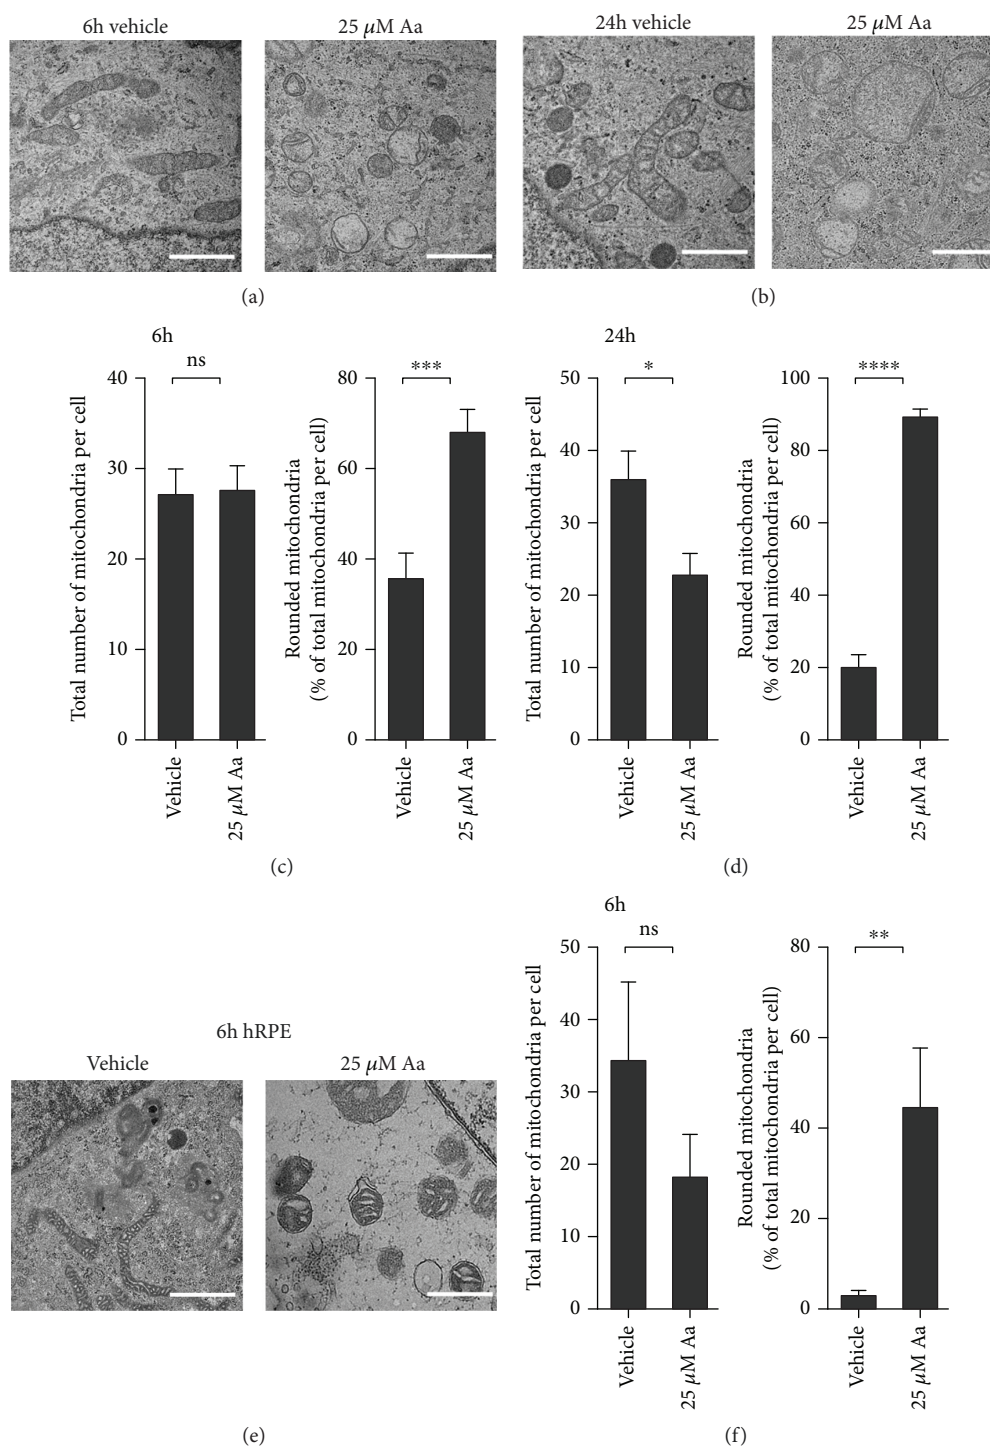 6h vehicle
25 μM Aa
24h vehicle
25 μM Aa
(a)
(b)
6h
ns
40
30
20
10
0
Total number of mitochondria per cell
Vehicle
25 μM Aa
***
80
60
40
20
0
Rounded mitochondria
(% of total mitochondria per cell)
Vehicle
25 μM Aa
(c)
24h
*
50
40
30
20
10
0
Total number of mitochondria per cell
Vehicle
25 μM Aa
****
100
80
60
40
20
0
Rounded mitochondria
(% of total mitochondria per cell)
Vehicle
25 μM Aa
(d)
6h hRPE
Vehicle
25 μM Aa
(e)
6h
ns
50
40
30
20
10
0
Total number of mitochondria per cell
Vehicle
25 μM Aa
**
80
60
40
20
0
Rounded mitochondria
(% of total mitochondria per cell)
Vehicle
25 μM Aa
(f)